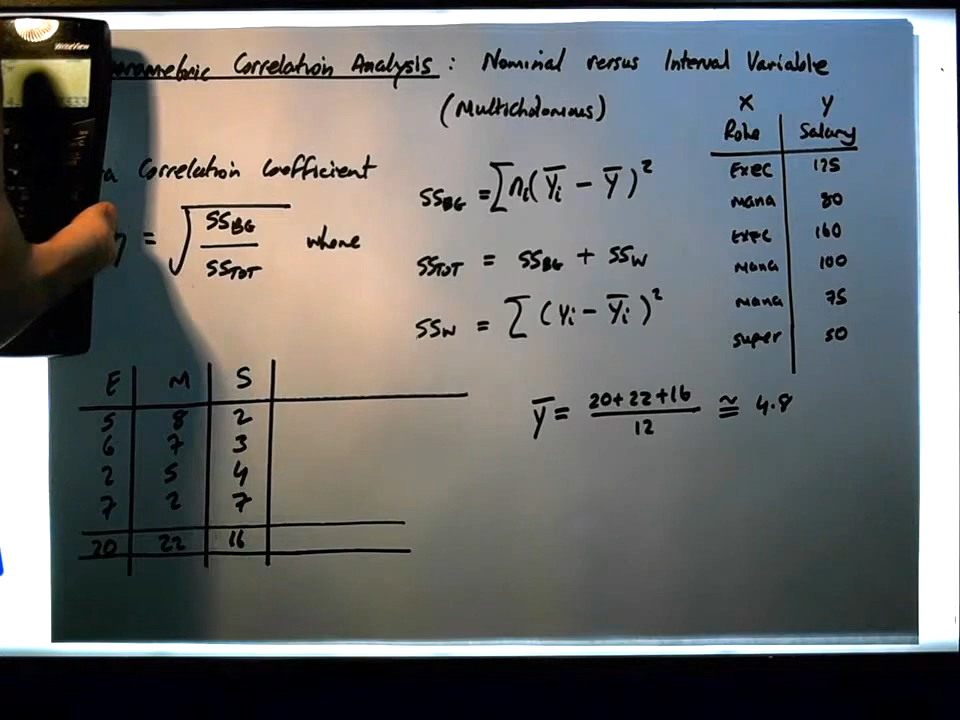 Correlation Analysis : Nominal versus Interval Variable
(Multichotomous)
Correlation Coefficient
η = √ SS_BG / SS_TOT where
SS_BG = Σ n_i (ȳ_i − ȳ)²
SS_TOT = SS_BG + SS_W
SS_W = Σ (y_i − ȳ_i)²
X Y
Role Salary
Exec 125
Mana 80
Exec 160
Mana 100
Mana 75
Super 50
E M S
5 8 2
6 7 3
2 5 4
7 2 7
20 22 16
ȳ = 20+22+16 / 12 ≅ 4.8
WriteView